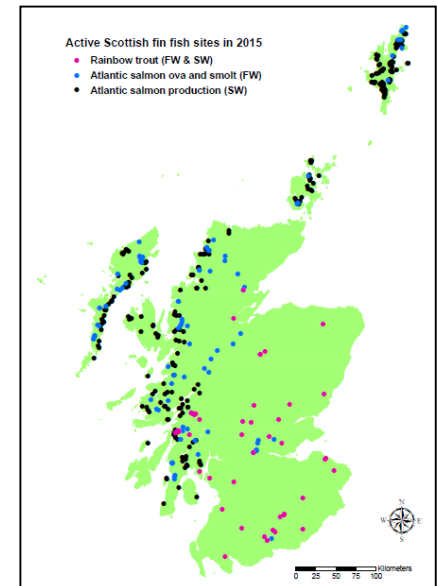 Active Scottish fin fish sites in 2015
Rainbow trout (FW & SW)
Atlantic salmon ova and smolt (FW)
Atlantic salmon production (SW)
N
W E
S
Kilometers
0 25 50 75 100